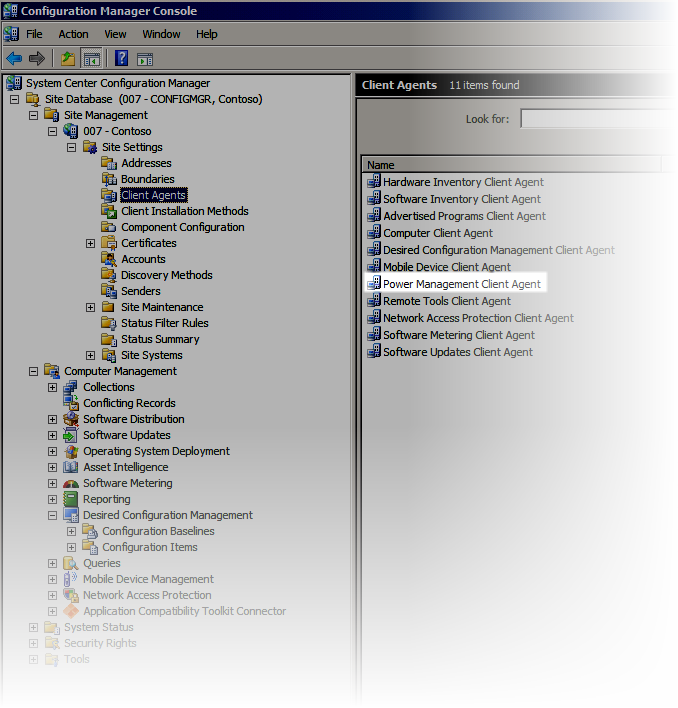 Configuration Manager Console
File Action View Window Help
System Center Configuration Manager
Site Database (007 - CONFIGMGR, Contoso)
Site Management
007 - Contoso
Site Settings
Addresses
Boundaries
Client Agents
Client Installation Methods
Component Configuration
Certificates
Accounts
Discovery Methods
Senders
Site Maintenance
Status Filter Rules
Status Summary
Site Systems
Computer Management
Collections
Conflicting Records
Software Distribution
Software Updates
Operating System Deployment
Asset Intelligence
Software Metering
Reporting
Desired Configuration Management
Configuration Baselines
Configuration Items
Queries
Mobile Device Management
Network Access Protection
Application Compatibility Toolkit Connector
System Status
Security Rights
Tools
Client Agents 11 items found
Look for:
Name
Hardware Inventory Client Agent
Software Inventory Client Agent
Advertised Programs Client Agent
Computer Client Agent
Desired Configuration Management Client Agent
Mobile Device Client Agent
Power Management Client Agent
Remote Tools Client Agent
Network Access Protection Client Agent
Software Metering Client Agent
Software Updates Client Agent